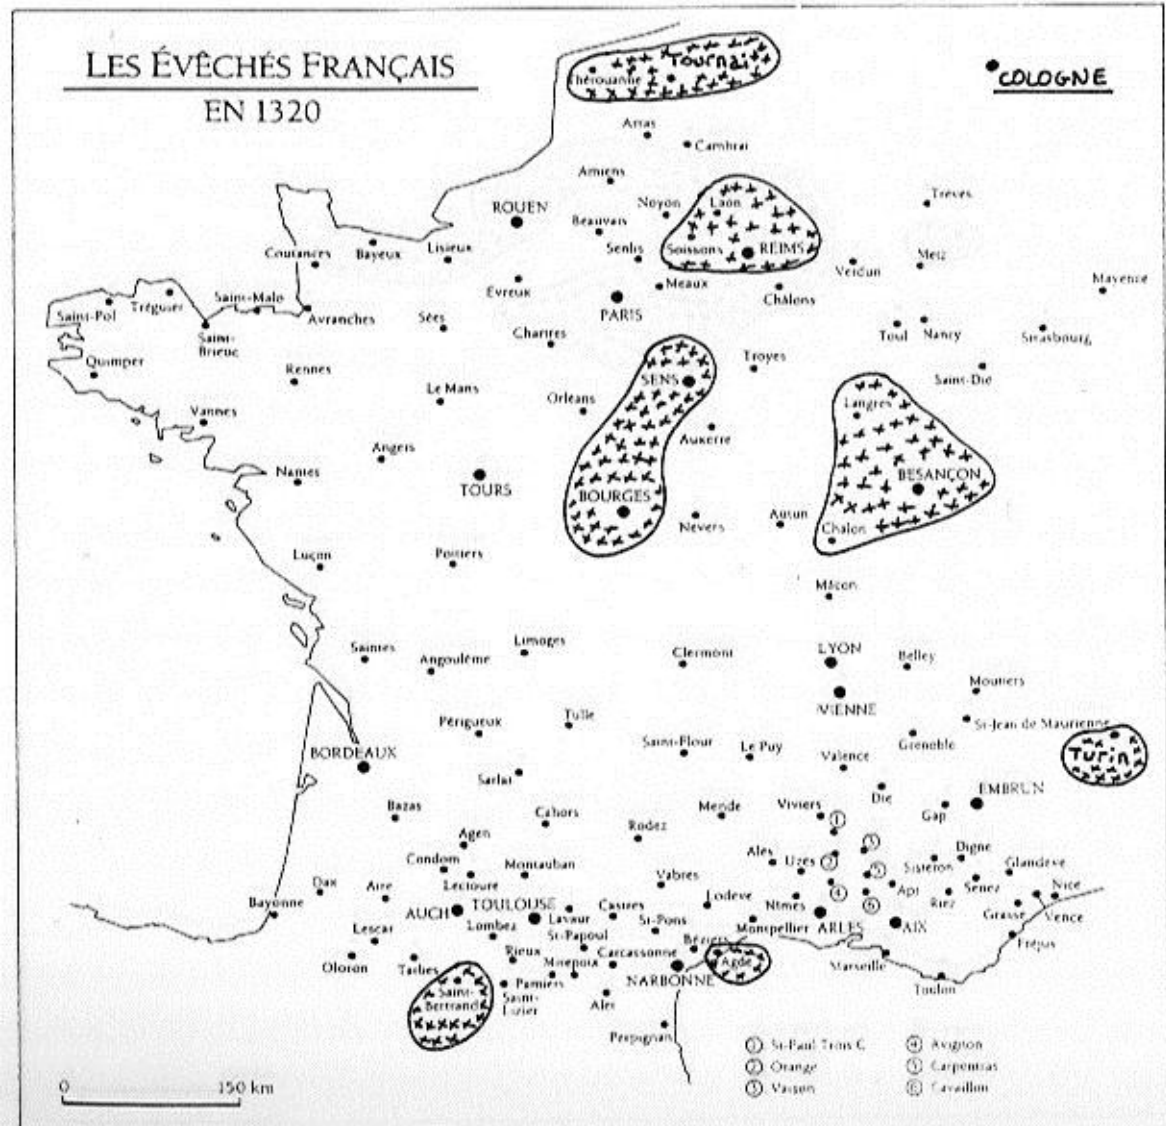 LES ÉVÊCHÉS FRANÇAIS
EN 1320
Tournai
Thérouanne
COLOGNE
Arras
Cambrai
Amiens
Noyon
Laon
Trèves
ROUEN
Beauvais
Senlis
Soissons
REIMS
Coutances
Bayeux
Lisieux
Verdun
Metz
Evreux
Meaux
Châlons
Mayence
Saint-Pol
Tréguier
Saint-Malo
Avranches
Sées
PARIS
Saint-
Brieuc
Chartres
Toul
Nancy
Strasbourg
Quimper
Rennes
Troyes
Saint-Dié
SENS
Le Mans
Orléans
Langres
Vannes
Auxerre
Angers
Nantes
TOURS
BESANÇON
BOURGES
Nevers
Autun
Chalon
Luçon
Poitiers
Mâcon
Limoges
Saintes
Angoulême
Clermont
LYON
Belley
Moutiers
VIENNE
Périgueux
Tulle
St-Jean de Maurienne
Saint-Flour
Le Puy
Grenoble
Turin
BORDEAUX
Valence
Sarlat
Die
EMBRUN
Bazas
Cahors
Mende
Viviers
Gap
Agen
Rodez
①
③
Condom
Montauban
Alès
Uzès
②
Sisteron
Digne
Glandève
Lectoure
Vabres
⑤
Dax
Aire
④
Apt
Senez
Nice
Bayonne
AUCH
TOULOUSE
Lavaur
Castres
Lodève
Nîmes
⑥
Riez
Grasse
Vence
Lescar
Lombez
St-Papoul
St-Pons
Montpellier
ARLES
AIX
Fréjus
Oloron
Tarbes
Rieux
Mirepoix
Carcassonne
Béziers
Agde
Marseille
Saint-
Bertrand
Pamiers
NARBONNE
Toulon
Saint-
Lizier
Alet
Perpignan
① St-Paul Trois C
④ Avignon
② Orange
⑤ Carpentras
③ Vaison
⑥ Cavaillon
0 150 km